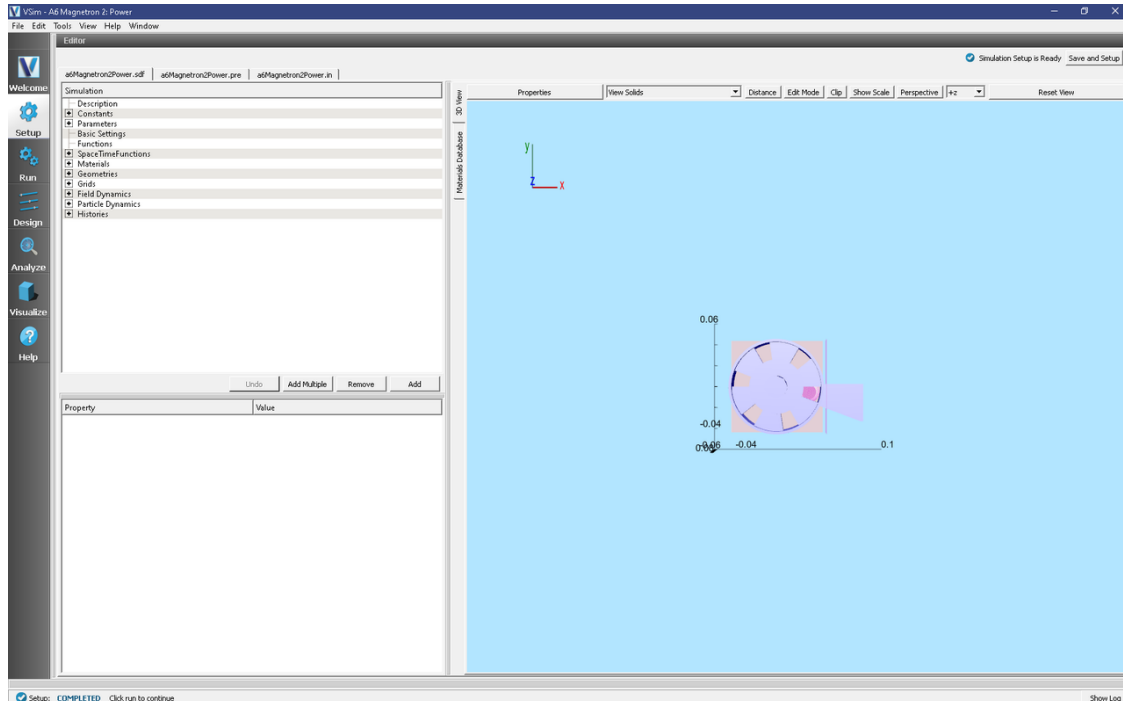 VSim - A6 Magnetron 2: Power
File Edit Tools View Help Window
Editor
Simulation Setup is Ready Save and Setup
Welcome
Setup
Run
Design
Analyze
Visualize
Help
a6Magnetron2Power.sdf a6Magnetron2Power.pre a6Magnetron2Power.in
Simulation
Description
Constants
Parameters
Basic Settings
Functions
SpaceTimeFunctions
Materials
Geometries
Grids
Field Dynamics
Particle Dynamics
Histories
Undo Add Multiple Remove Add
Property Value
3D View
Materials Database
Properties View Solids Distance Edit Mode Clip Show Scale Perspective +z Reset View
y
z x
0.06
-0.04
-0.04 0.1
Setup: COMPLETED Click run to continue Show Log